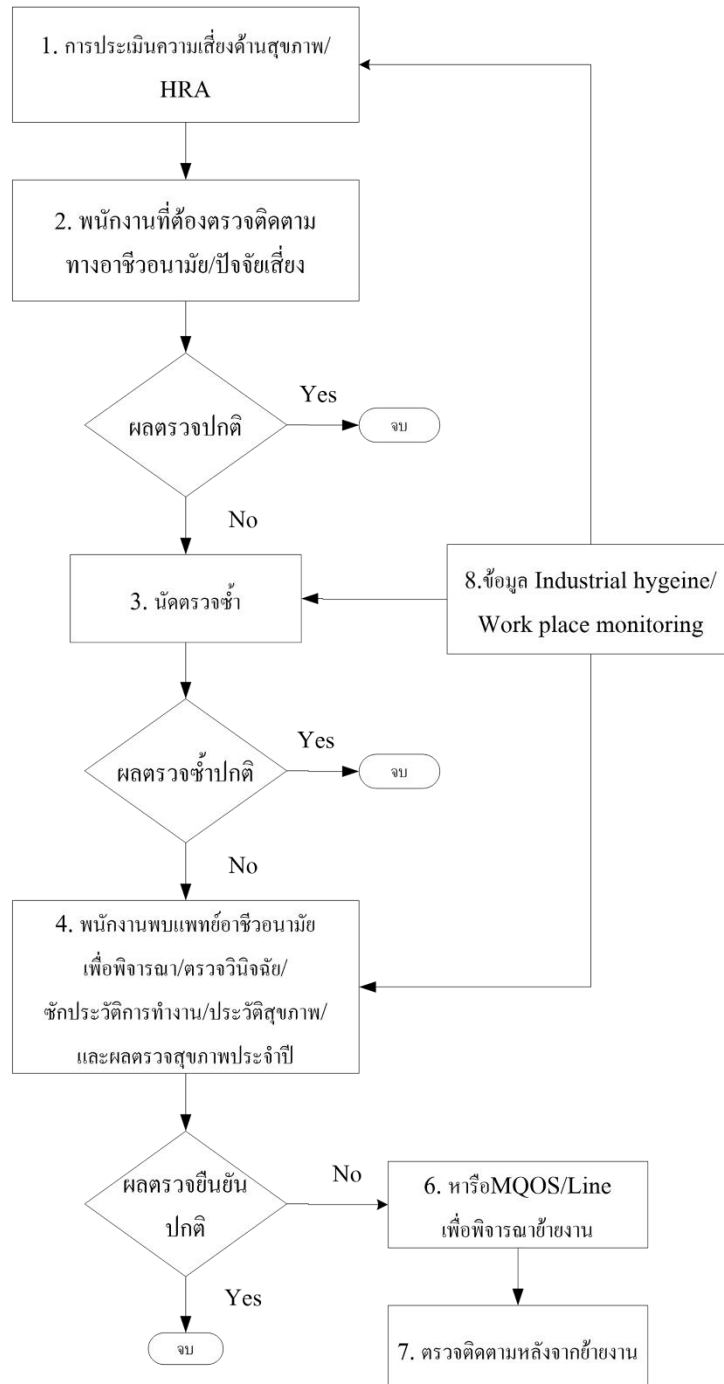 1. การประเมินความเสี่ยงด้านสุขภาพ/
HRA
2. พนักงานที่ต้องตรวจติดตาม
ทางอาชีวอนามัย/ปัจจัยเสี่ยง
ผลตรวจปกติ
Yes
จบ
No
3. นัดตรวจซ้ำ
8.ข้อมูล Industrial hygeine/
Work place monitoring
ผลตรวจซ้ำปกติ
Yes
จบ
No
4. พนักงานพบแพทย์อาชีวอนามัย
เพื่อพิจารณา/ตรวจวินิจฉัย/
ซักประวัติการทำงาน/ประวัติสุขภาพ/
และผลตรวจสุขภาพประจำปี
ผลตรวจยืนยัน
ปกติ
No
6. หารือMQOS/Line
เพื่อพิจารณาย้ายงาน
Yes
จบ
7. ตรวจติดตามหลังจากย้ายงาน